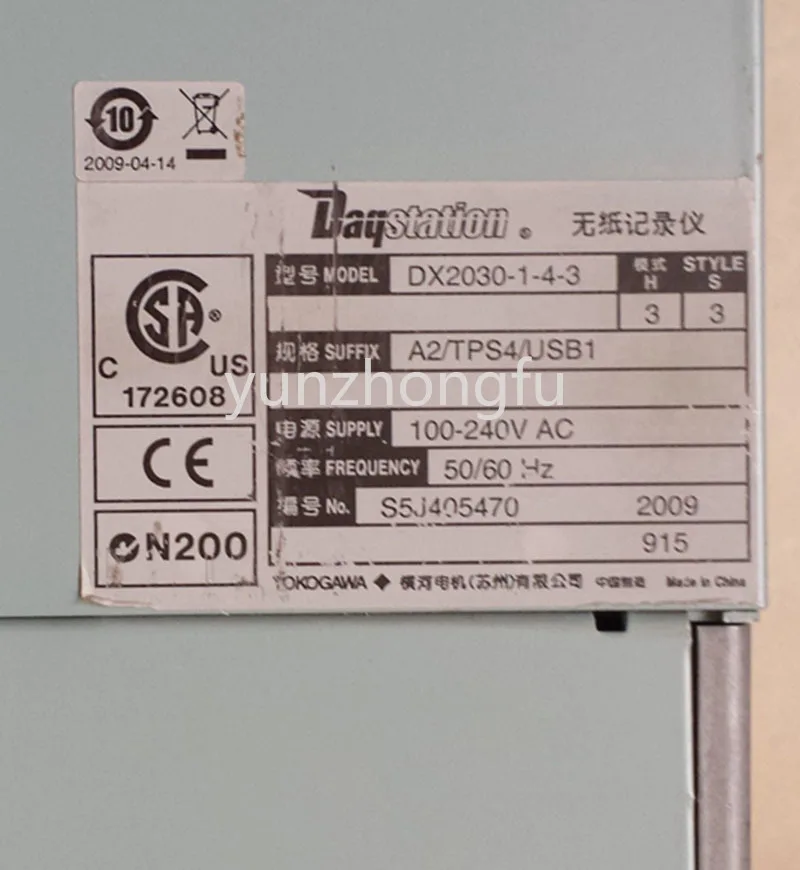 10
2009-04-14
Daqstation ® 无纸记录仪
型号 MODEL DX2030-1-4-3 模式 H STYLE S
3 3
规格 SUFFIX A2/TPS4/USB1
电源 SUPPLY 100-240V AC
频率 FREQUENCY 50/60 Hz
编号 No. S5J405470 2009
915
YOKOGAWA ◆ 横河电机(苏州)有限公司 中国制造 Made in China
CSA ®
C US
172608
CE
N200
yunzhongfu